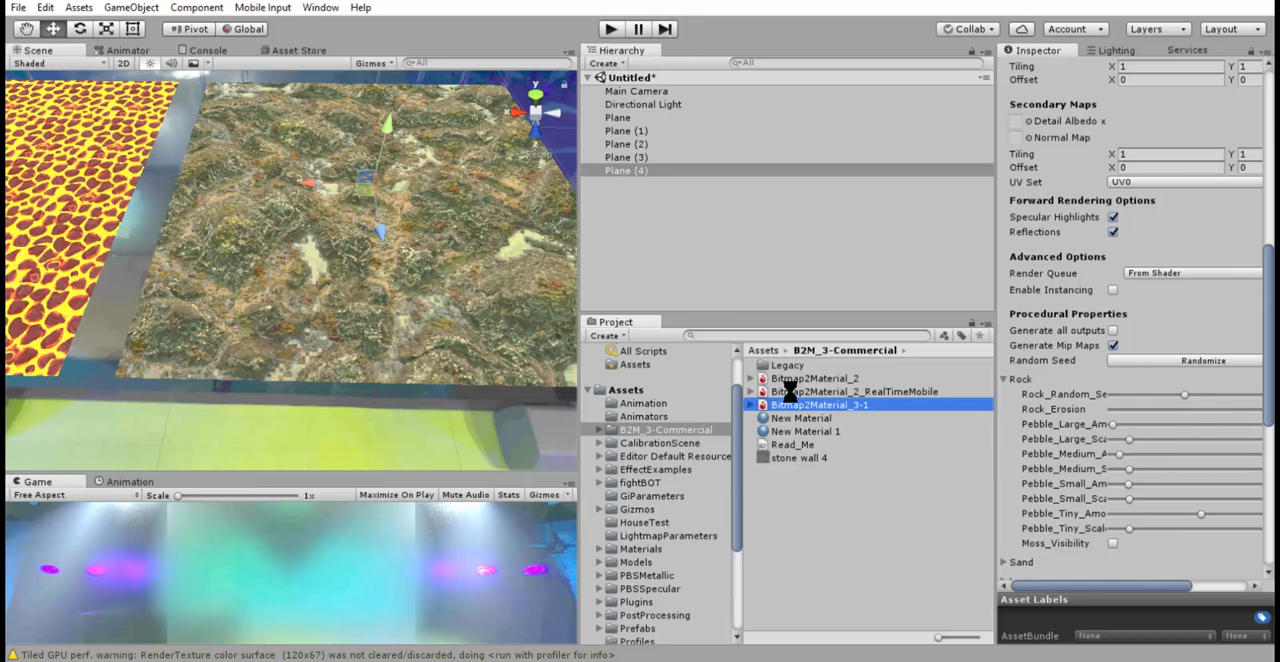 File Edit Assets GameObject Component Mobile Input Window Help
Pivot Global Collab Account Layers Layout
Scene Animator Console Asset Store
Shaded 2D Gizmos All
Hierarchy
Create All
Untitled*
Main Camera
Directional Light
Plane
Plane (1)
Plane (2)
Plane (3)
Plane (4)
Project
Create
All Scripts
Assets
Assets
Animation
Animators
B2M_3-Commercial
CalibrationScene
Editor Default Resource
EffectExamples
fightBOT
GiParameters
Gizmos
HouseTest
LightmapParameters
Materials
Models
PBSMetallic
PBSSpecular
Plugins
PostProcessing
Prefabs
Profiles
Assets B2M_3-Commercial
Legacy
Bitmap2Material_2
Bitmap2Material_2_RealTimeMobile
Bitmap2Material_3-1
New Material
New Material 1
Read_Me
stone wall 4
Inspector Lighting Services
Tiling X 1 Y 1
Offset X 0 Y 0
Secondary Maps
Detail Albedo x
Normal Map
Tiling X 1 Y 1
Offset X 0 Y 0
UV Set UV0
Forward Rendering Options
Specular Highlights
Reflections
Advanced Options
Render Queue From Shader
Enable Instancing
Procedural Properties
Generate all outputs
Generate Mip Maps
Random Seed Randomize
Rock
Rock_Random_Se
Rock_Erosion
Pebble_Large_Am
Pebble_Large_Sca
Pebble_Medium_A
Pebble_Medium_S
Pebble_Small_Am
Pebble_Small_Sca
Pebble_Tiny_Amo
Pebble_Tiny_Scal
Moss_Visibility
Sand
Asset Labels
AssetBundle None None
Game Animation
Free Aspect Scale 1x Maximize On Play Mute Audio Stats Gizmos
Tiled GPU perf. warning: RenderTexture color surface (120x67) was not cleared/discarded, doing <run with profiler for info>